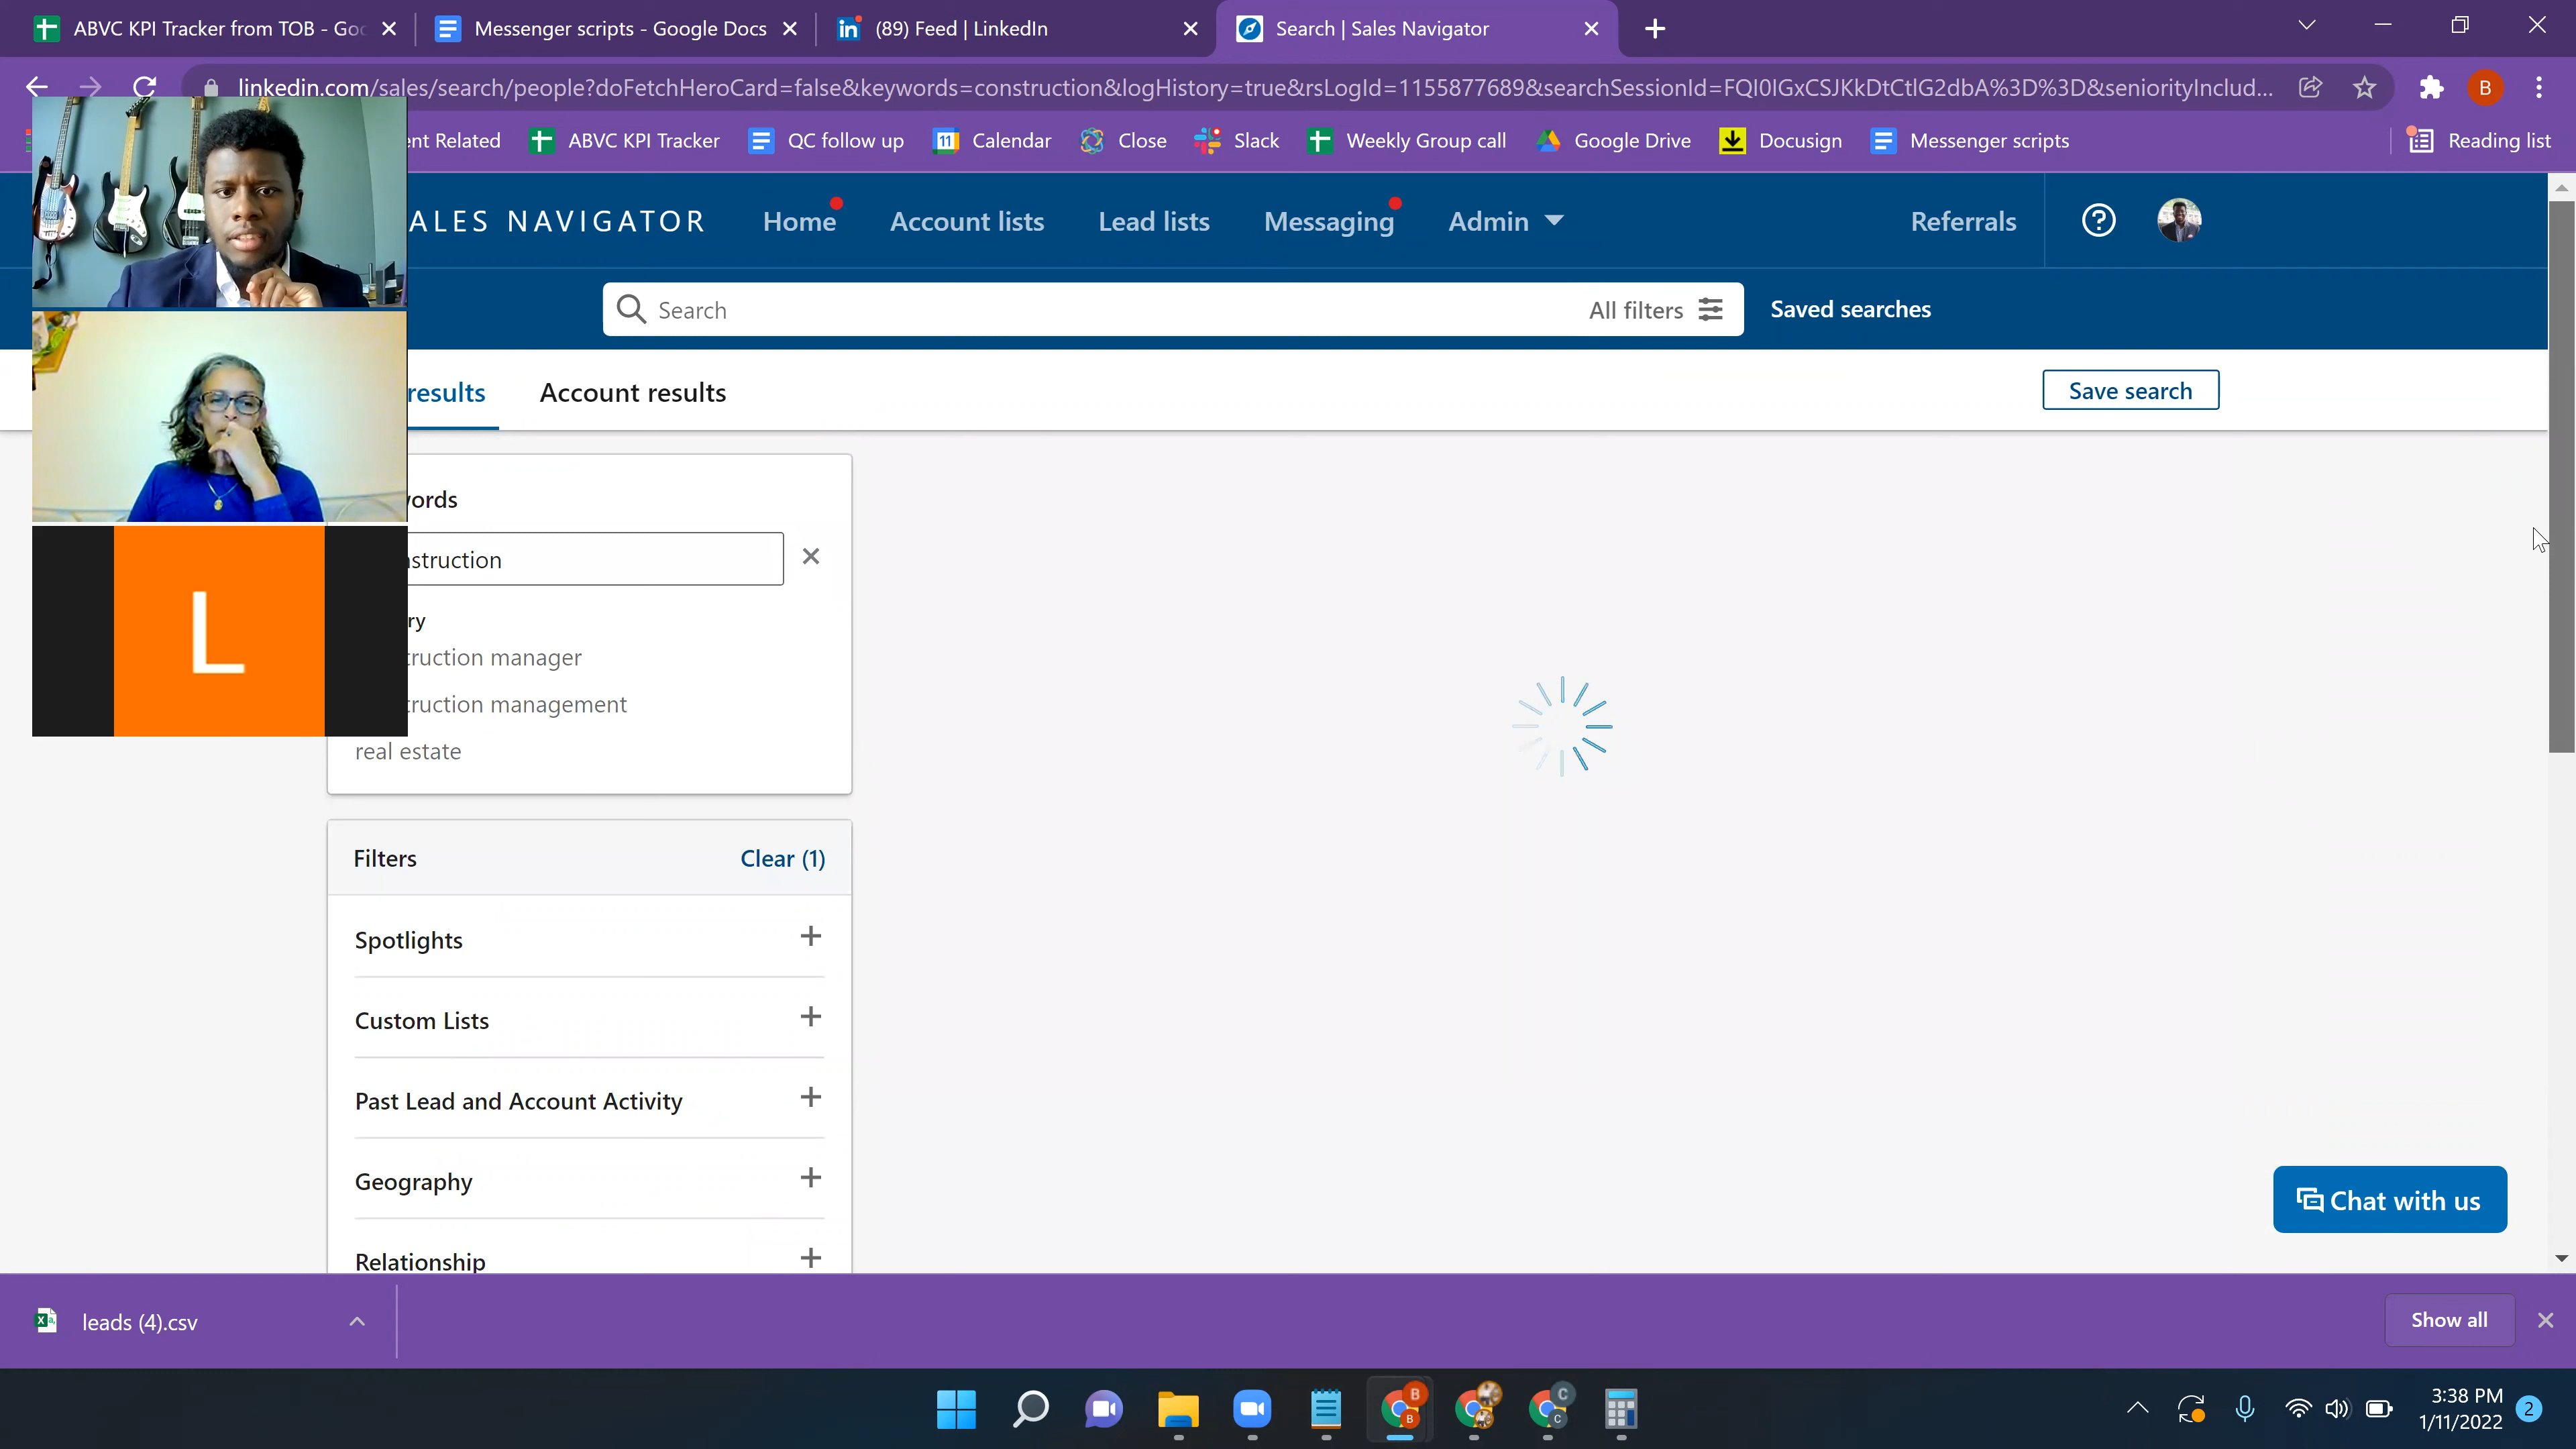 ABVC KPI Tracker from TOB - Goo
Messenger scripts - Google Docs
(89) Feed | LinkedIn
Search | Sales Navigator
linkedin.com/sales/search/people?doFetchHeroCard=false&keywords=construction&logHistory=true&rsLogId=1155877689&searchSessionId=FQI0IGxCSJKkDtCtlG2dbA%3D%3D&seniorityInclud...
B
ent Related
ABVC KPI Tracker
QC follow up
Calendar
Close
Slack
Weekly Group call
Google Drive
Docusign
Messenger scripts
Reading list
ALES NAVIGATOR
Home
Account lists
Lead lists
Messaging
Admin
Referrals
Search
All filters
Saved searches
results
Account results
Save search
words
nstruction
ry
truction manager
truction management
real estate
L
Filters
Clear (1)
Spotlights
Custom Lists
Past Lead and Account Activity
Geography
Relationship
Chat with us
leads (4).csv
Show all
3:38 PM
1/11/2022
2